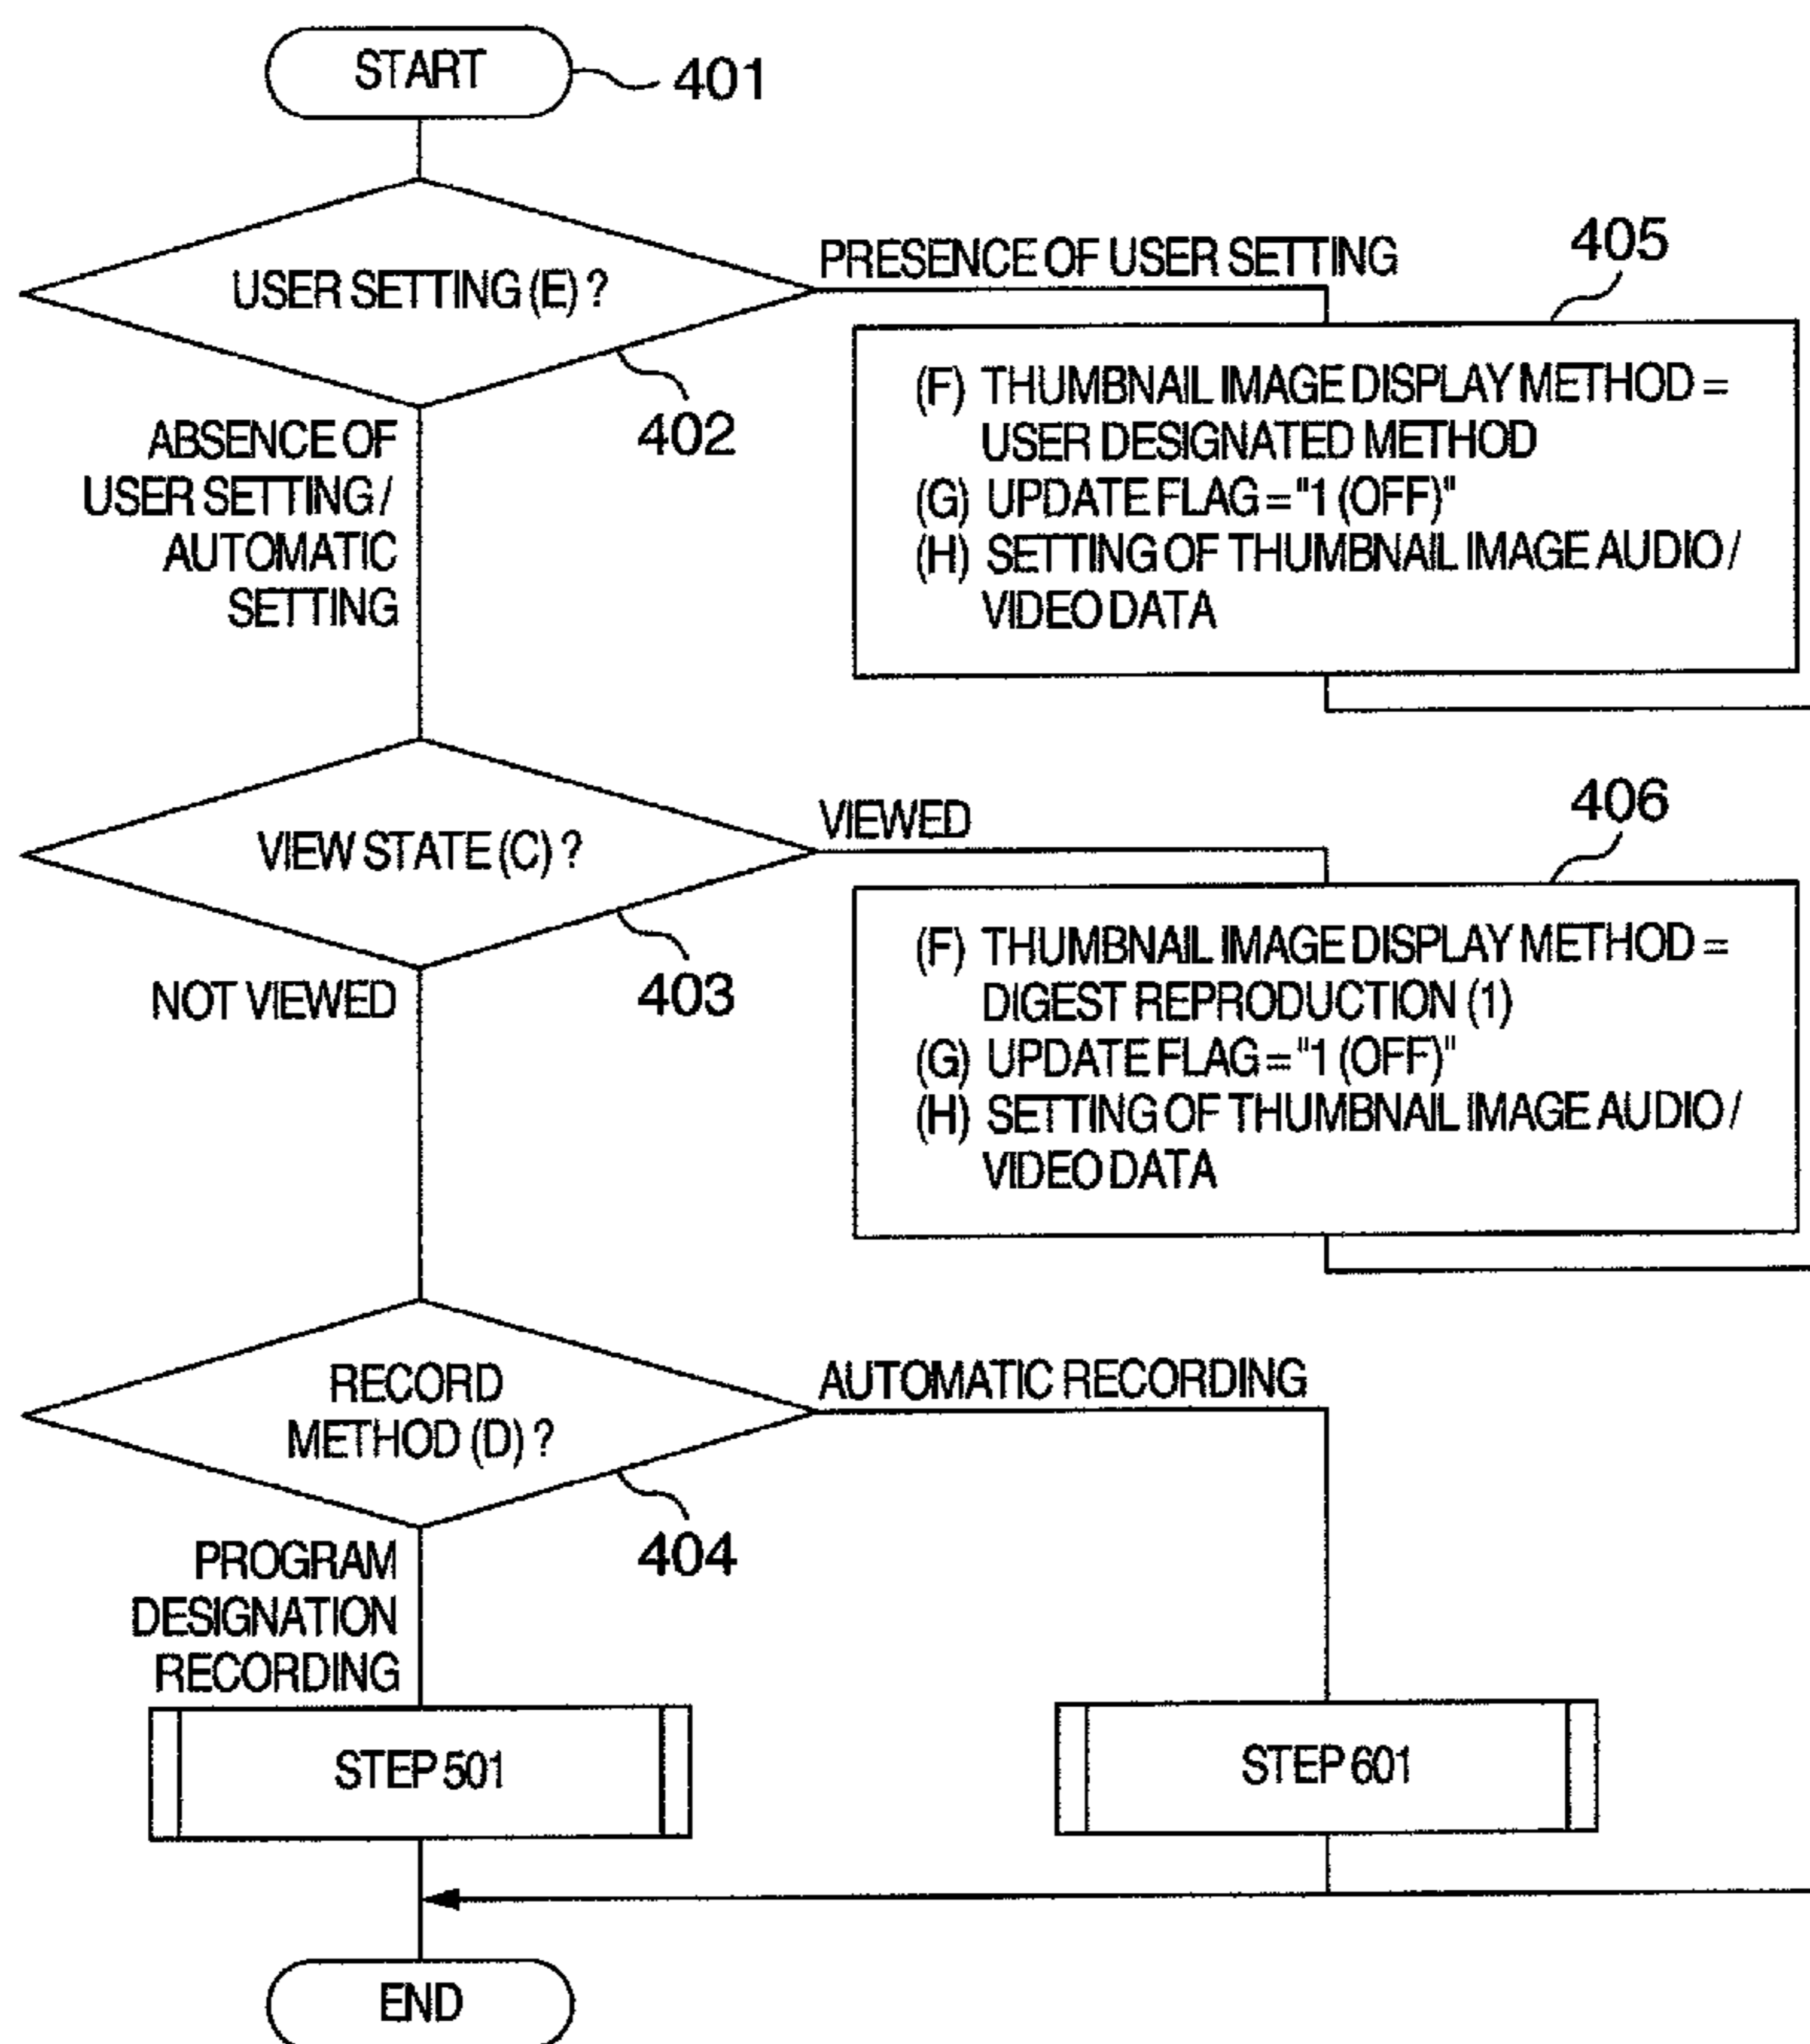 START
401
USER SETTING (E) ?
PRESENCE OF USER SETTING
402
405
(F) THUMBNAIL IMAGE DISPLAY METHOD =
USER DESIGNATED METHOD
(G) UPDATE FLAG = "1 (OFF)"
(H) SETTING OF THUMBNAIL IMAGE AUDIO /
VIDEO DATA
ABSENCE OF
USER SETTING /
AUTOMATIC
SETTING
VIEW STATE (C) ?
VIEWED
403
406
(F) THUMBNAIL IMAGE DISPLAY METHOD =
DIGEST REPRODUCTION (1)
(G) UPDATE FLAG = "1 (OFF)"
(H) SETTING OF THUMBNAIL IMAGE AUDIO /
VIDEO DATA
NOT VIEWED
RECORD
METHOD (D) ?
AUTOMATIC RECORDING
404
PROGRAM
DESIGNATION
RECORDING
STEP 501
STEP 601
END